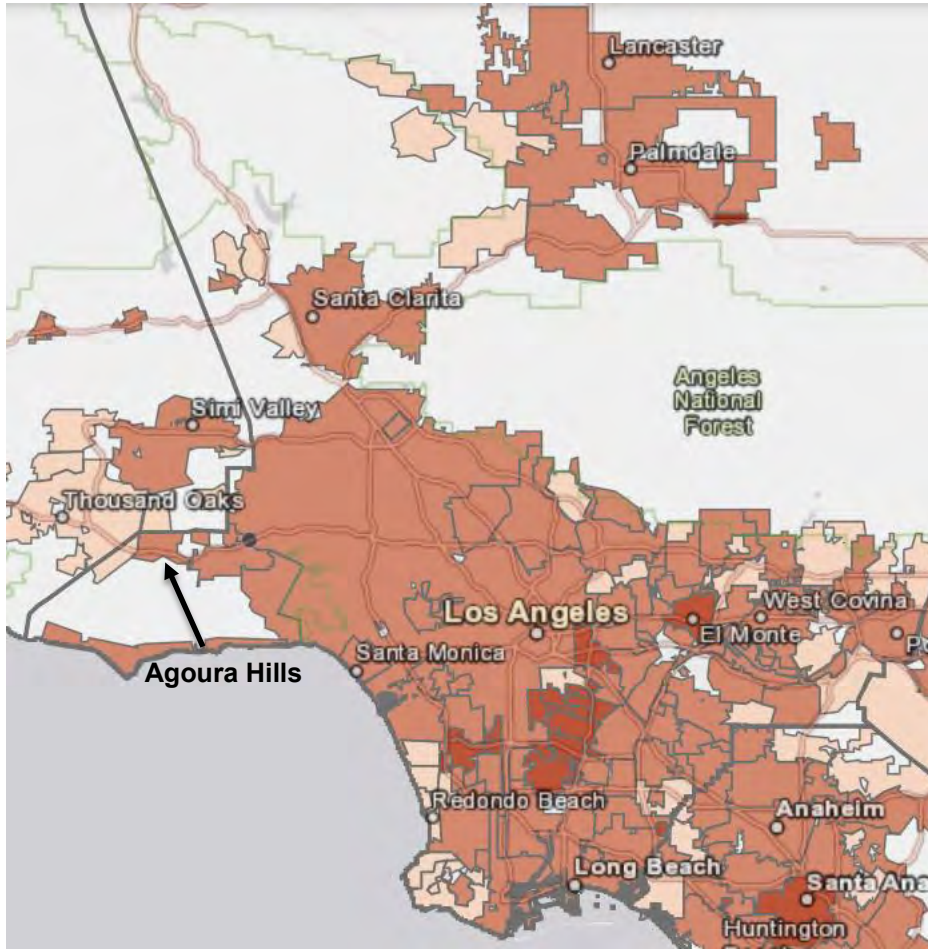 Lancaster
Palmdale
Santa Clarita
Angeles
National
Forest
Simi Valley
Thousand Oaks
Los Angeles
West Covina
El Monte
Po
Santa Monica
Agoura Hills
Redondo Beach
Anaheim
Long Beach
Santa Ana
Huntington